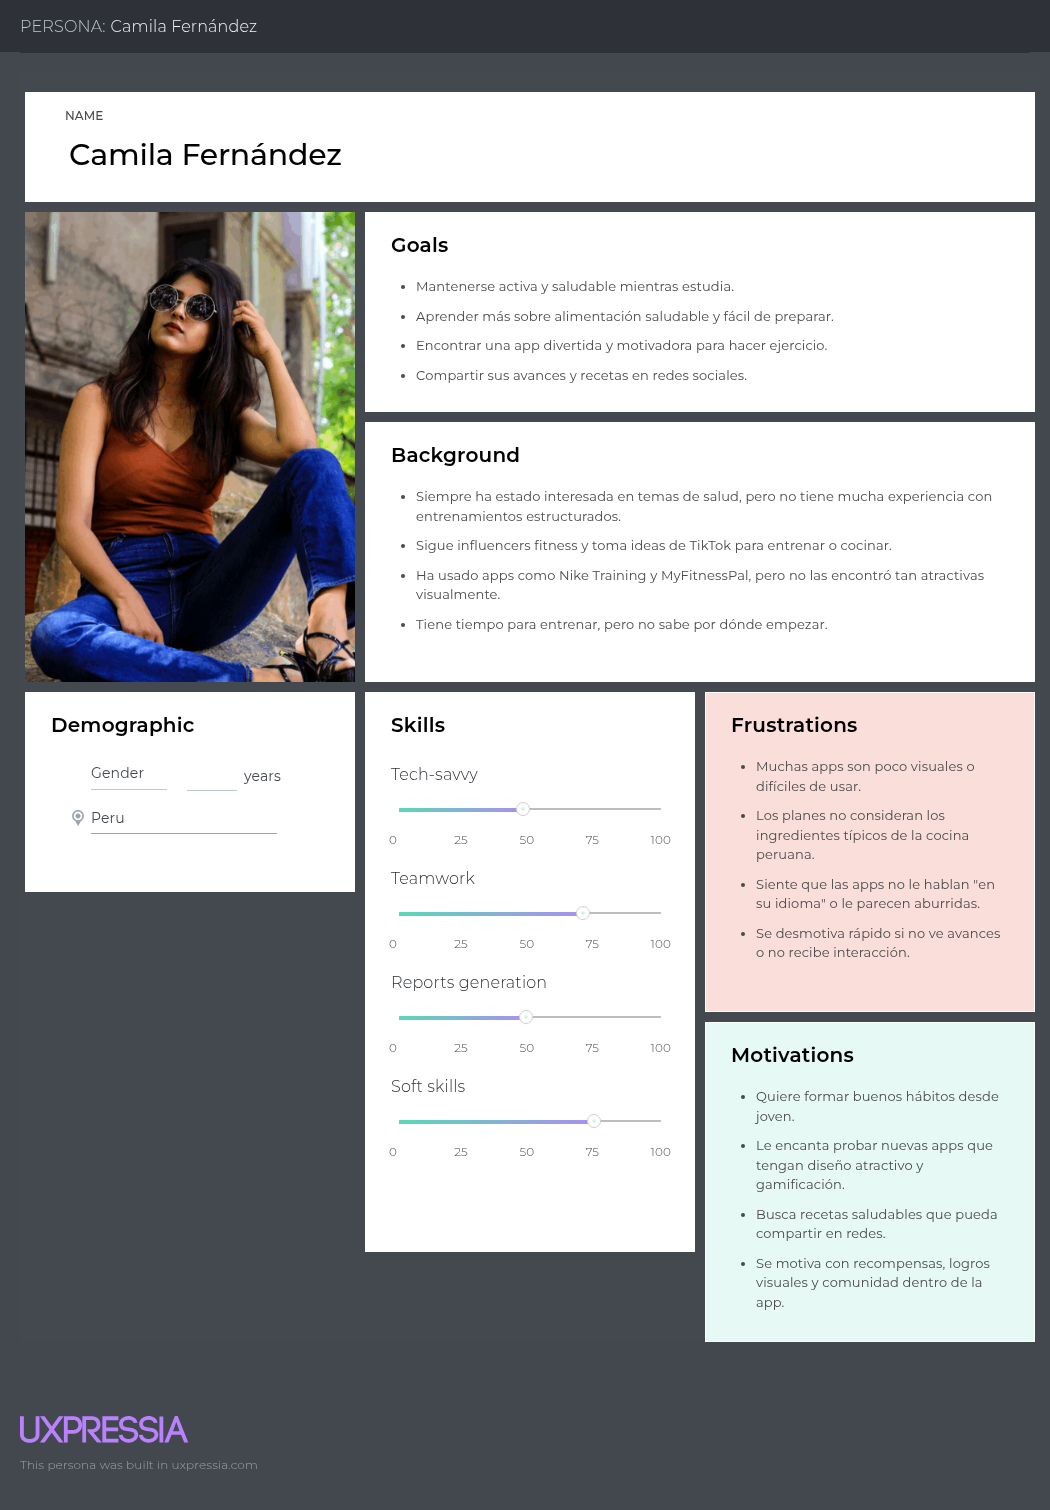 PERSONA: Camila Fernández
NAME
Camila Fernández
Goals
• Mantenerse activa y saludable mientras estudia.
• Aprender más sobre alimentación saludable y fácil de preparar.
• Encontrar una app divertida y motivadora para hacer ejercicio.
• Compartir sus avances y recetas en redes sociales.
Background
• Siempre ha estado interesada en temas de salud, pero no tiene mucha experiencia con
entrenamientos estructurados.
• Sigue influencers fitness y toma ideas de TikTok para entrenar o cocinar.
• Ha usado apps como Nike Training y MyFitnessPal, pero no las encontró tan atractivas
visualmente.
• Tiene tiempo para entrenar, pero no sabe por dónde empezar.
Demographic
Gender
years
Peru
Skills
Tech-savvy
0 25 50 75 100
Teamwork
0 25 50 75 100
Reports generation
0 25 50 75 100
Soft skills
0 25 50 75 100
Frustrations
• Muchas apps son poco visuales o
difíciles de usar.
• Los planes no consideran los
ingredientes típicos de la cocina
peruana.
• Siente que las apps no le hablan "en
su idioma" o le parecen aburridas.
• Se desmotiva rápido si no ve avances
o no recibe interacción.
Motivations
• Quiere formar buenos hábitos desde
joven.
• Le encanta probar nuevas apps que
tengan diseño atractivo y
gamificación.
• Busca recetas saludables que pueda
compartir en redes.
• Se motiva con recompensas, logros
visuales y comunidad dentro de la
app.
UXPRESSIA
This persona was built in uxpressia.com